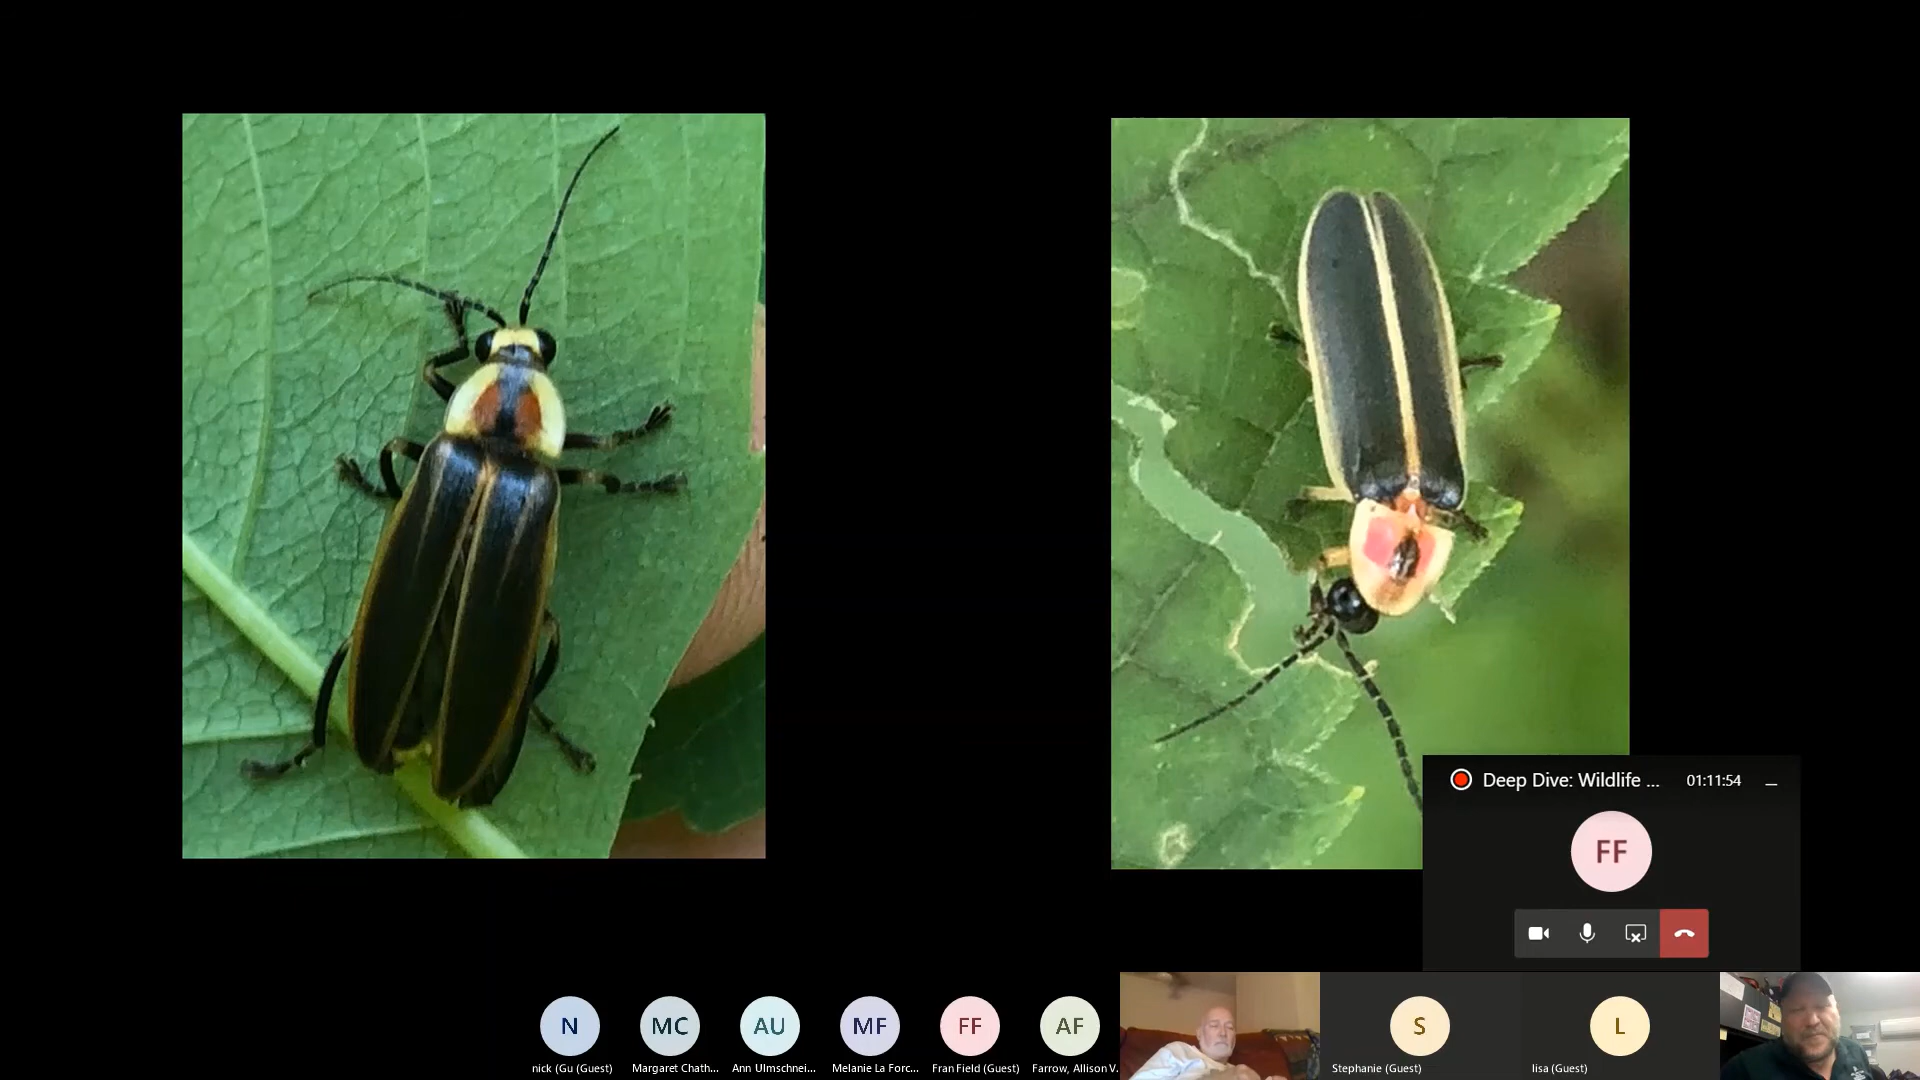 Deep Dive: Wildlife ... 01:11:54
FF
N MC AU MF FF AF S L
nick (Gu (Guest) Margaret Chath... Ann Ulmschnei... Melanie La Forc... Fran Field (Guest) Farrow, Allison V. Stephanie (Guest) lisa (Guest)